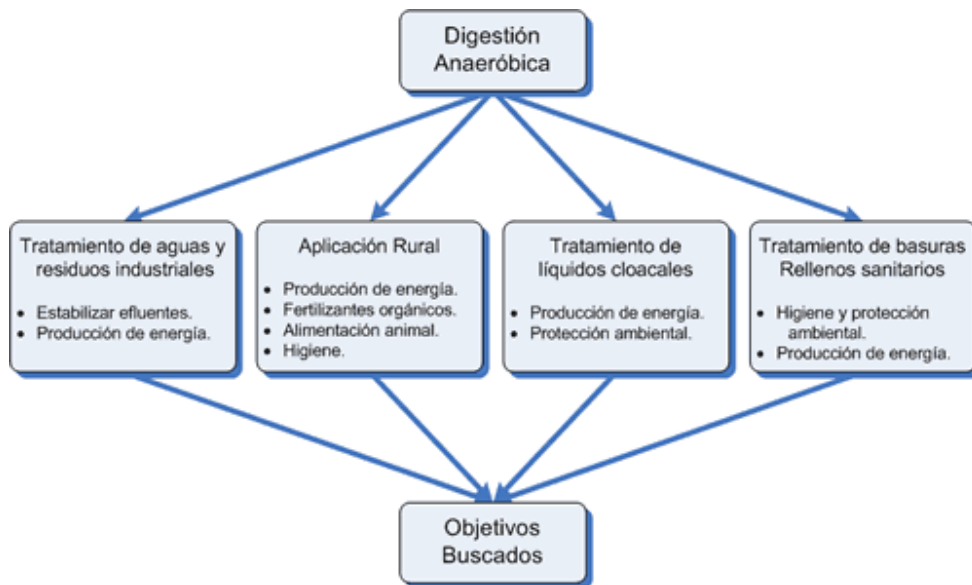 Digestión
Anaeróbica
Tratamiento de aguas y
residuos industriales
• Estabilizar efluentes.
• Producción de energía.
Aplicación Rural
• Producción de energía.
• Fertilizantes orgánicos.
• Alimentación animal.
• Higiene.
Tratamiento de
líquidos cloacales
• Producción de energía.
• Protección ambiental.
Tratamiento de basuras
Rellenos sanitarios
• Higiene y protección
ambiental.
• Producción de energía.
Objetivos
Buscados